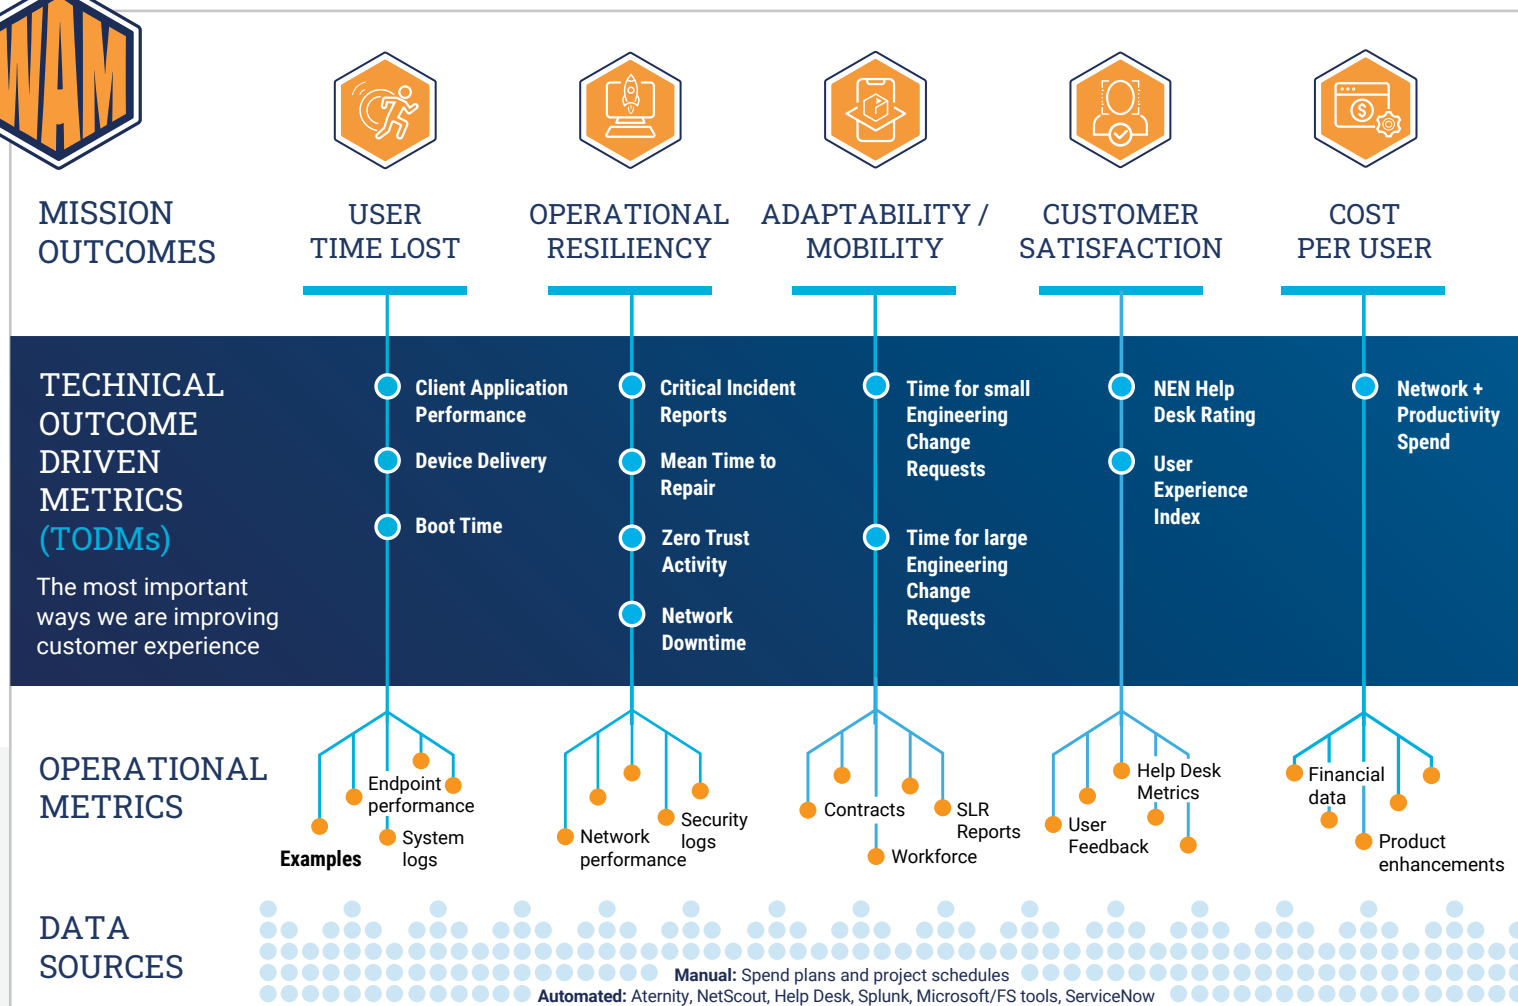 WAM
MISSION
OUTCOMES
USER
TIME LOST
OPERATIONAL
RESILIENCY
ADAPTABILITY /
MOBILITY
CUSTOMER
SATISFACTION
COST
PER USER
TECHNICAL
OUTCOME
DRIVEN
METRICS
(TODMs)
The most important
ways we are improving
customer experience
Client Application
Performance
Device Delivery
Boot Time
Critical Incident
Reports
Mean Time to
Repair
Zero Trust
Activity
Network
Downtime
Time for small
Engineering
Change
Requests
Time for large
Engineering
Change
Requests
NEN Help
Desk Rating
User
Experience
Index
Network +
Productivity
Spend
OPERATIONAL
METRICS
Examples
Endpoint
performance
System
logs
Network
performance
Security
logs
Contracts
Workforce
SLR
Reports
User
Feedback
Help Desk
Metrics
Financial
data
Product
enhancements
DATA
SOURCES
Manual: Spend plans and project schedules
Automated: Aternity, NetScout, Help Desk, Splunk, Microsoft/FS tools, ServiceNow